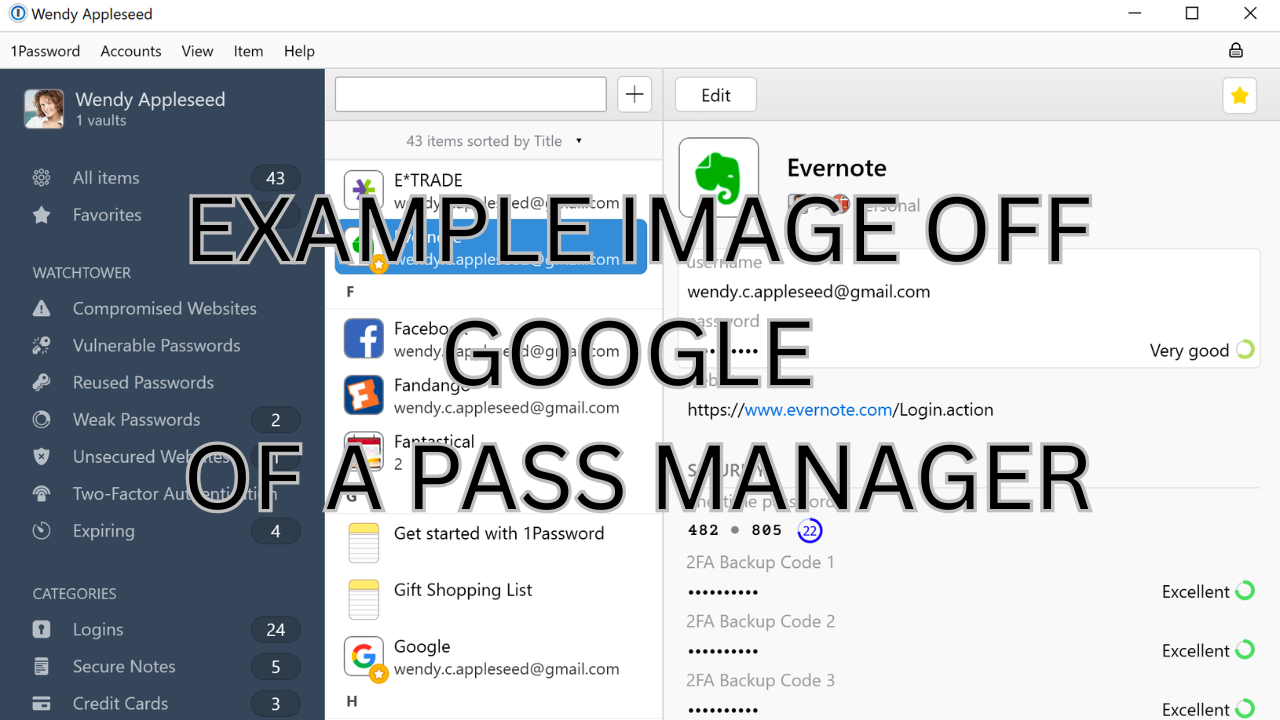 Wendy Appleseed
1Password Accounts View Item Help
Wendy Appleseed
1 vaults
All items 43
Favorites
WATCHTOWER
Compromised Websites
Vulnerable Passwords
Reused Passwords
Weak Passwords 2
Unsecured Websites
Two-Factor Authentication
Expiring 4
CATEGORIES
Logins 24
Secure Notes 5
Credit Cards 3
43 items sorted by Title
E*TRADE
wendy.c.appleseed@gmail.com
Evernote
wendy.c.appleseed@gmail.com
F
Facebook
wendy.c.appleseed@gmail.com
Fandango
wendy.c.appleseed@gmail.com
Fantastical
2
G
Get started with 1Password
Gift Shopping List
Google
wendy.c.appleseed@gmail.com
H
Edit
Evernote
Personal
username
wendy.c.appleseed@gmail.com
password
•••••••••• Very good
https://www.evernote.com/Login.action
SECURITY
one-time password
482 • 805 22
2FA Backup Code 1
•••••••••• Excellent
2FA Backup Code 2
•••••••••• Excellent
2FA Backup Code 3
•••••••••• Excellent
EXAMPLE IMAGE OFF
GOOGLE
OF A PASS MANAGER